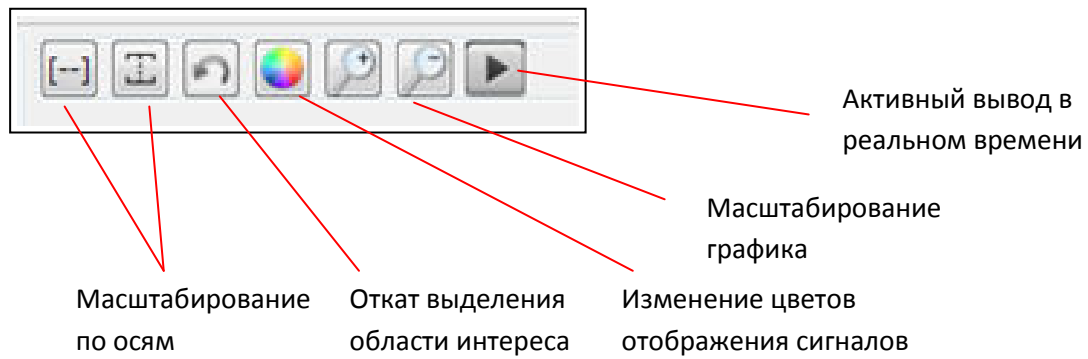 [--]
Активный вывод в
реальном времени
Масштабирование
графика
Масштабирование
по осям
Откат выделения
области интереса
Изменение цветов
отображения сигналов